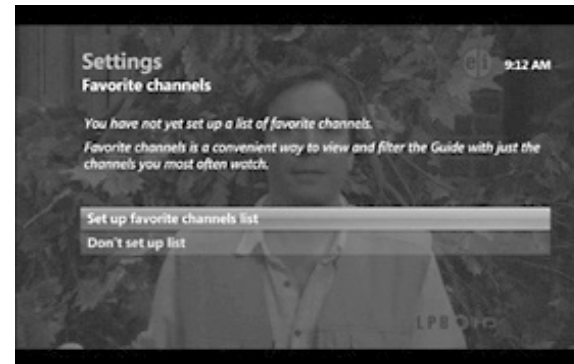 Settings
9:12 AM
Favorite channels
You have not yet set up a list of favorite channels.
Favorite channels is a convenient way to view and filter the Guide with just the
channels you most often watch.
Set up favorite channels list
Don't set up list
LPB